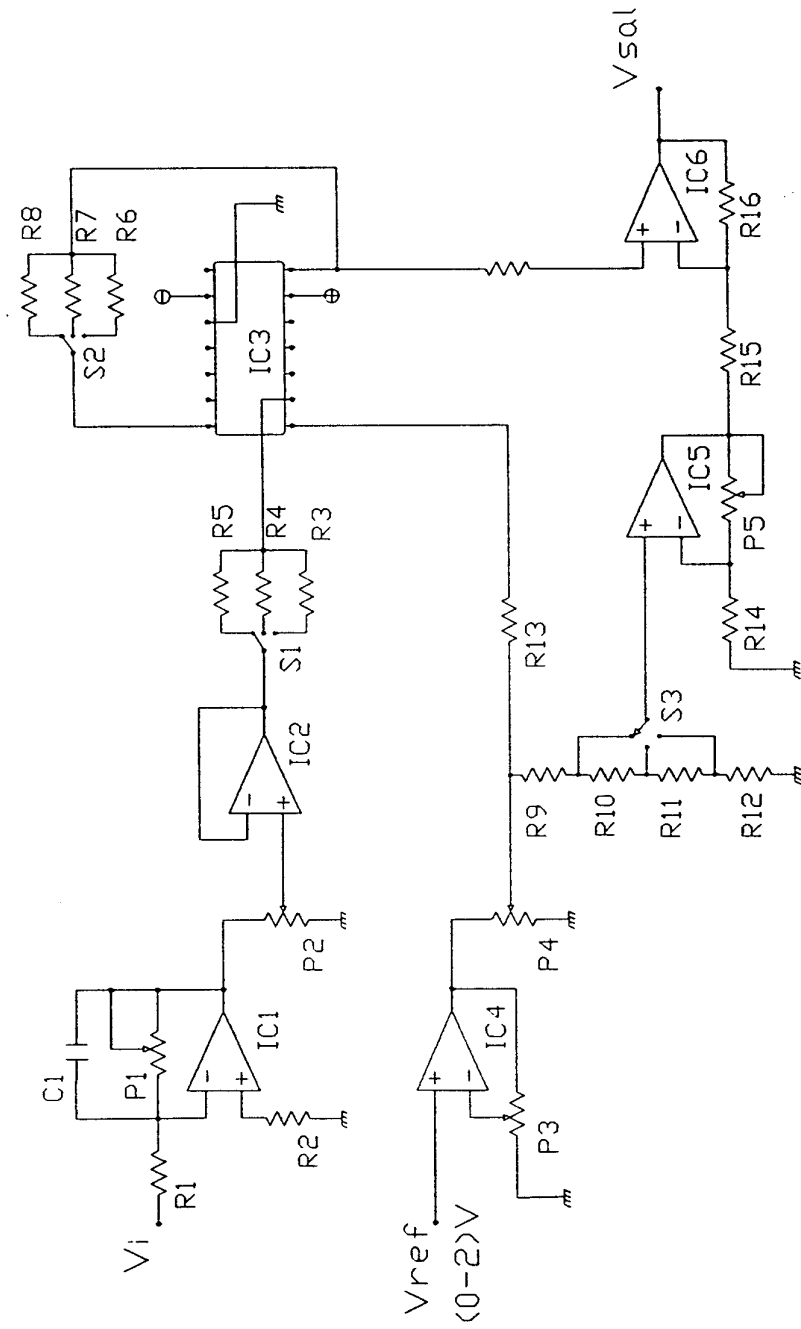 Vi
R1
C1
P1
R2
IC1
P2
IC2
S1
R5
R4
R3
S2
R8
R7
R6
IC3
Vref
(0-2)V
IC4
P3
P4
R13
R9
R10
R11
R12
S3
R14
P5
IC5
R15
IC6
R16
Vsal